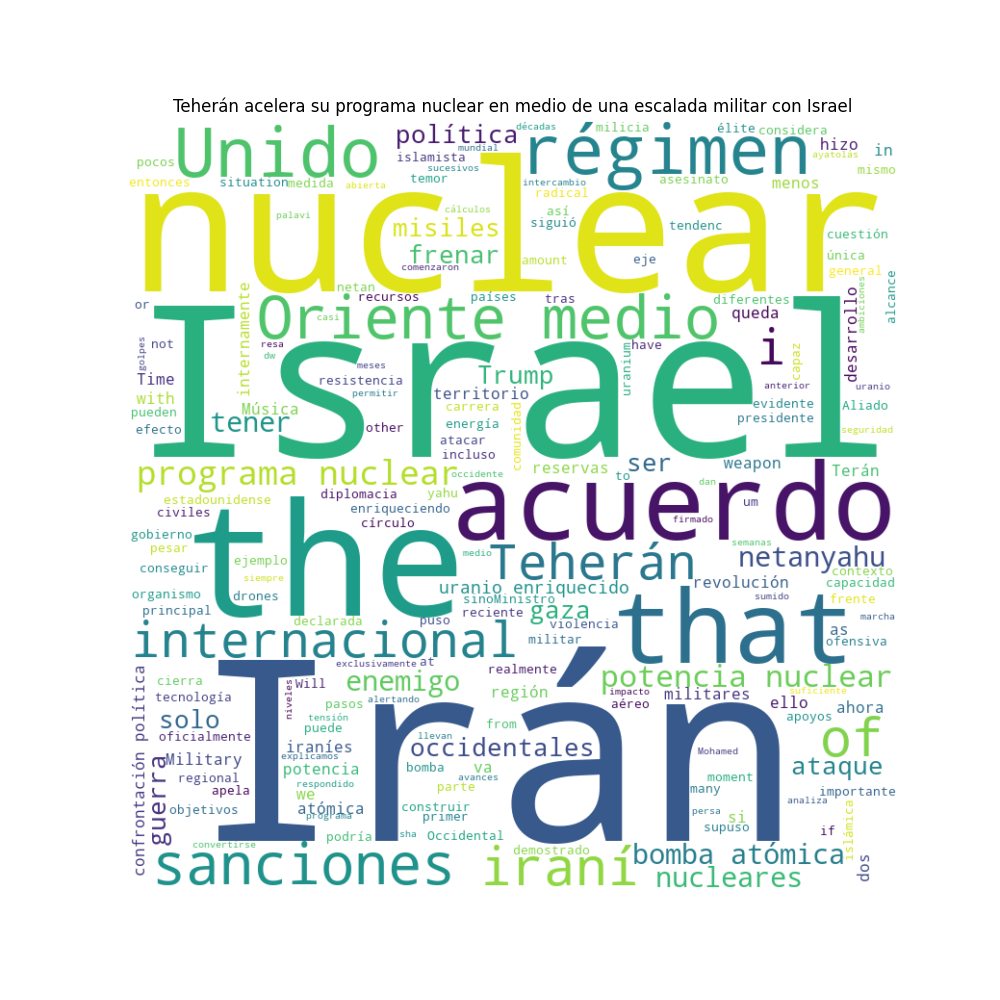 Teherán acelera su programa nuclear en medio de una escalada militar con Israel
Unido
política
décadas
milicia
élite
considera
régimen
hizo
in
pocos
islamista
mundial
sucesivos
ayatolás
mismo
entonces
situation
medida
abierta
temor
intercambio
radical
asesinato
menos
nuclear
palavi
cálculos
así
siguió
tendenc
misiles
cuestión
frenar
comenzaron
amount
eje
única
general
netan
recursos
países
tras
diferentes
ambiciones
alcance
or
internamente
casi
Oriente medio
queda
desarrollo
golpes
not
dw
resa
meses
uranium
have
i
capaz
Israel
Time
resistencia
permitir
Trump
anterior
uranio
with
pueden
Música
territorio
carrera
comunidad
evidente
Aliado
efecto
tener
other
energía
presidente
seguridad
atacar
incluso
programa nuclear
occidente
reservas
to
ser
weapon
Terán
estadounidense
diplomacia
yahu
acuerdo
dan
um
civiles
enriqueciendo
círculo
firmado
gobierno
the
pesar
ejemplo
medio
Teherán
semanas
netanyahu
conseguir
siempre
contexto
organismo
drones
uranio enriquecido
revolución
sumido
capacidad
sinoMinistro
principal
reciente
gaza
that
frente
marcha
declarada
puso
violencia
as
ofensiva
internacional
militar
exclusivamente
at
realmente
confrontación política
cierra
Will
niveles
alertando
enemigo
región
potencia nuclear
suficiente
tecnología
pasos
impacto
aéreo
militares
ello
ahora
solo
tensión
puede
from
apoyos
oficialmente
Irán
llevan
occidentales
of
guerra
Military
iraníes
explicamos
Mohamed
regional
potencia
respondido
bomba
va
avances
moment
ataque
apela
we
parte
many
importante
objetivos
atómica
programa
construir
primer
persa
si
analiza
supuso
podría
sha
Occidental
if
islámica
convertirse
demostrado
sanciones
iraní
bomba atómica
nucleares
dos